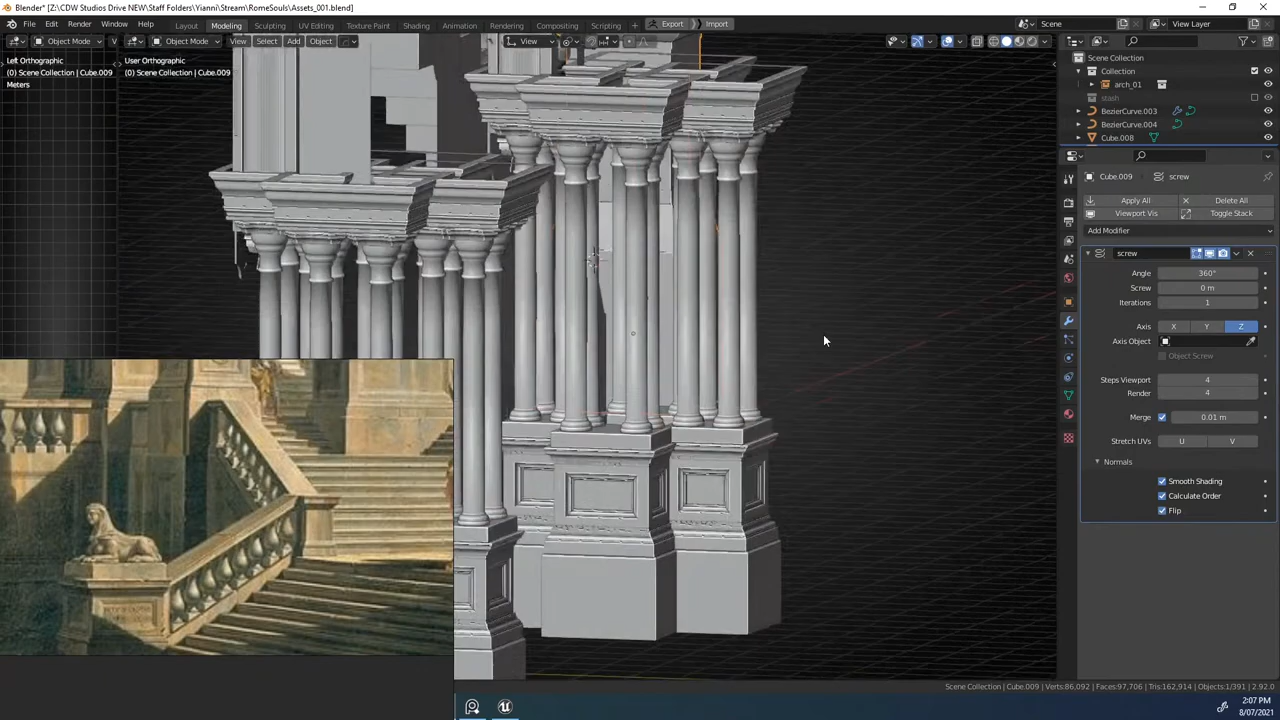 Blender* [Z:\CDW Studios Drive NEW\Staff Folders\Yianni\Stream\RomeSouls\Assets_001.blend]
File Edit Render Window Help Layout Modeling Sculpting UV Editing Texture Paint Shading Animation Rendering Compositing Scripting + Export Import Scene View Layer
Object Mode V Object Mode View Select Add Object View
Left Orthographic
(0) Scene Collection | Cube.009
Meters
User Orthographic
(0) Scene Collection | Cube.009
Scene Collection
Collection
arch_01
stash
BezierCurve.003
BezierCurve.004
Cube.008
Cube.009 screw
Apply All Delete All
Viewport Vis Toggle Stack
Add Modifier
screw
Angle 360°
Screw 0 m
Iterations 1
Axis X Y Z
Axis Object
Object Screw
Steps Viewport 4
Render 4
Merge 0.01 m
Stretch UVs U V
Normals
Smooth Shading
Calculate Order
Flip
Scene Collection | Cube.009 | Verts:86,092 | Faces:97,706 | Tris:162,914 | Objects:1/391 | 2.92.0
2:07 PM
8/07/2021